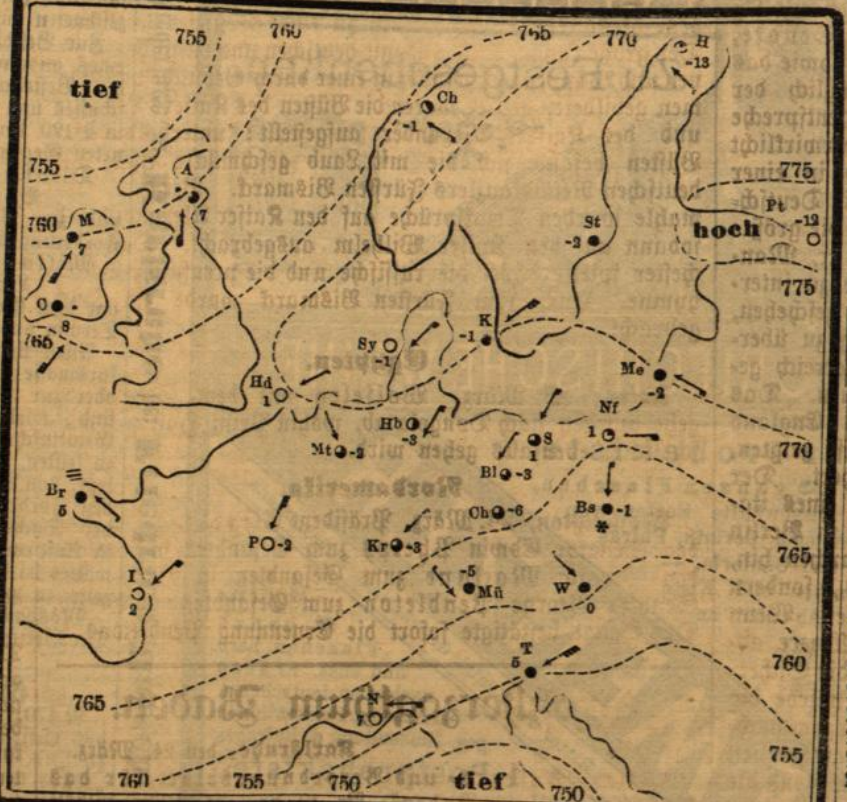 755 760 765 770
H
-13
tief
Ch
-1
755
775
A
7
Pt
-12
760 M
7
St
-2
hoch
O
8
775
765
Sy
-1
K
-1
Hd
1
Me
-2
Hb
-3
Nf
1
S
1
770
Mt -2
Bl -3
Br
5
Ch -6
Bs -1
*
P -2
Kr -3
765
I
2
-5
Mü
W
0
T
5
760
765
N
7
755
760 755 750 tief 750